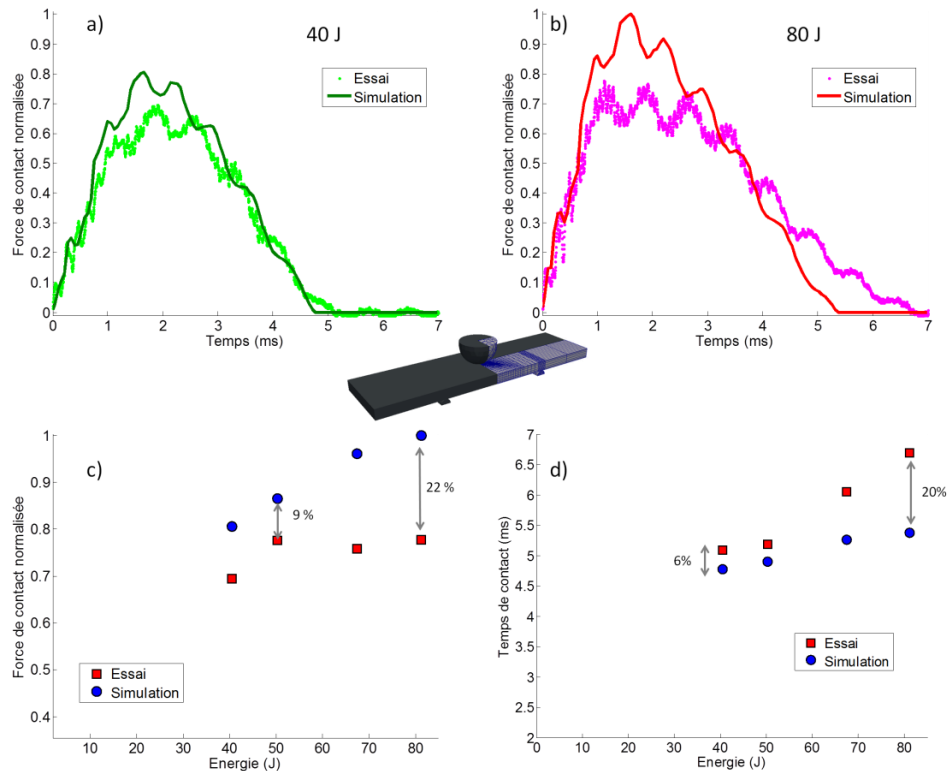 a)
40 J
Force de contact normalisée
1
0.9
0.8
0.7
0.6
0.5
0.4
0.3
0.2
0.1
0
Essai
Simulation
0 1 2 3 4 5 6 7
Temps (ms)
b)
80 J
Force de contact normalisée
1
0.9
0.8
0.7
0.6
0.5
0.4
0.3
0.2
0.1
0
Essai
Simulation
0 1 2 3 4 5 6 7
Temps (ms)
c)
Force de contact normalisée
1
0.9
0.8
0.7
0.6
0.5
0.4
9 %
22 %
Essai
Simulation
10 20 30 40 50 60 70 80
Energie (J)
d)
Temps de contact (ms)
7
6.5
6
5.5
5
4.5
4
3.5
3
2.5
2
6%
20%
Essai
Simulation
0 10 20 30 40 50 60 70 80
Energie (J)